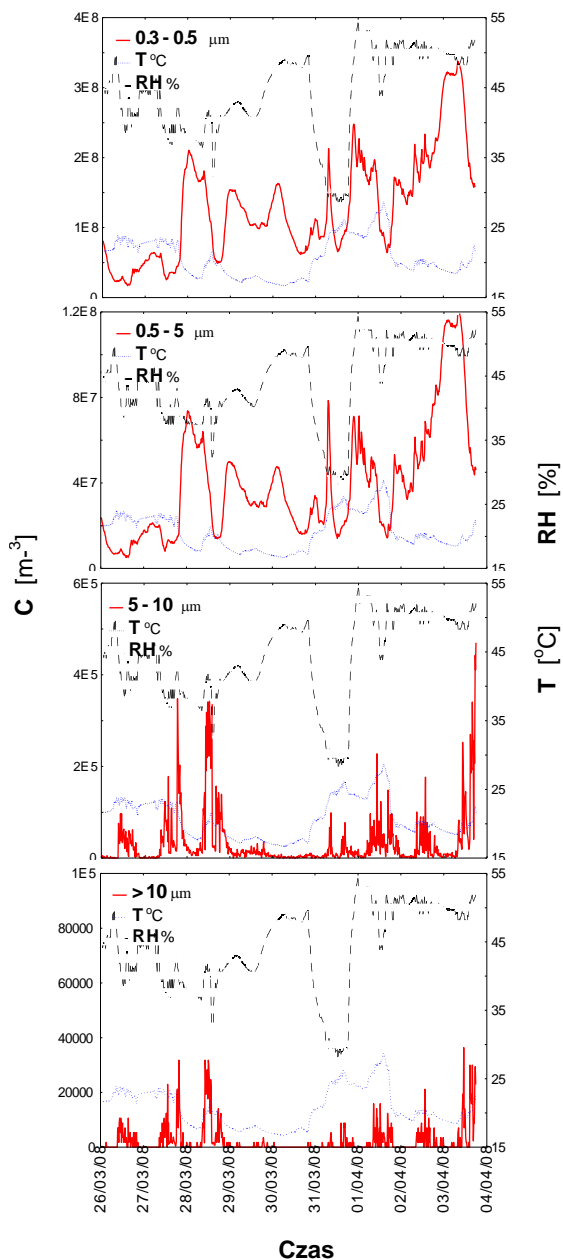 4E8
3E8
2E8
1E8
0
0.3 - 0.5 μm
T °C
RH %
55
45
35
25
15
1.2E8
8E7
4E7
0
0.5 - 5 μm
T °C
RH %
55
45
35
25
15
6E5
4E5
2E5
0
5 - 10 μm
T °C
RH %
55
45
35
25
15
1E5
80000
60000
40000
20000
0
> 10 μm
T °C
RH %
55
45
35
25
15
C [m-³]
RH [%]
T [°C]
26/03/08
27/03/08
28/03/08
29/03/08
30/03/08
31/03/08
01/04/08
02/04/08
03/04/08
04/04/08
Czas